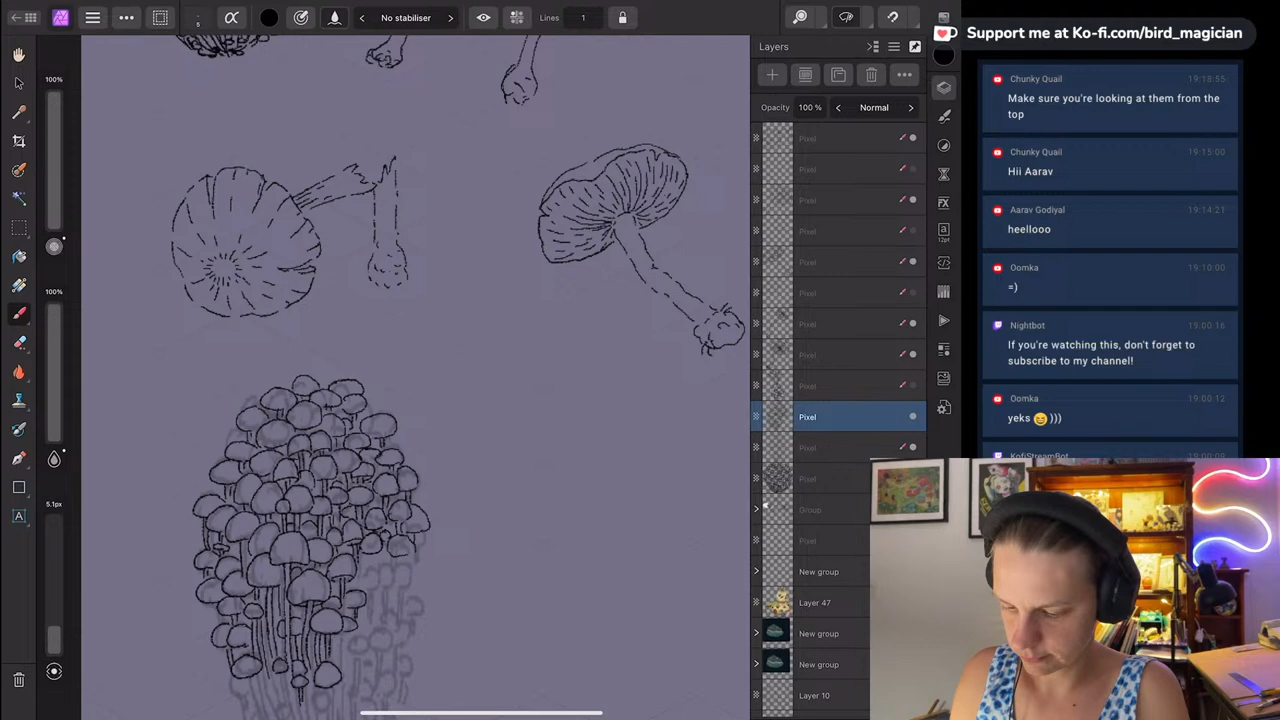 No stabiliser
Lines
1
5
100%
100%
5.1px
Layers
Opacity
100 %
Normal
Pixel
Pixel
Pixel
Pixel
Pixel
Pixel
Pixel
Pixel
Pixel
Pixel
Pixel
Pixel
Group
Pixel
New group
Layer 47
New group
New group
Layer 10
FX
a
12pt
A
Support me at Ko-fi.com/bird_magician
Chunky Quail
19:18:55
Make sure you're looking at them from the
top
Chunky Quail
19:15:00
Hii Aarav
Aarav Godiyal
19:14:21
heellooo
Oomka
19:10:00
=)
Nightbot
19:00:16
If you're watching this, don't forget to
subscribe to my channel!
Oomka
19:00:12
yeks 😄 )))
KofiStreamBot